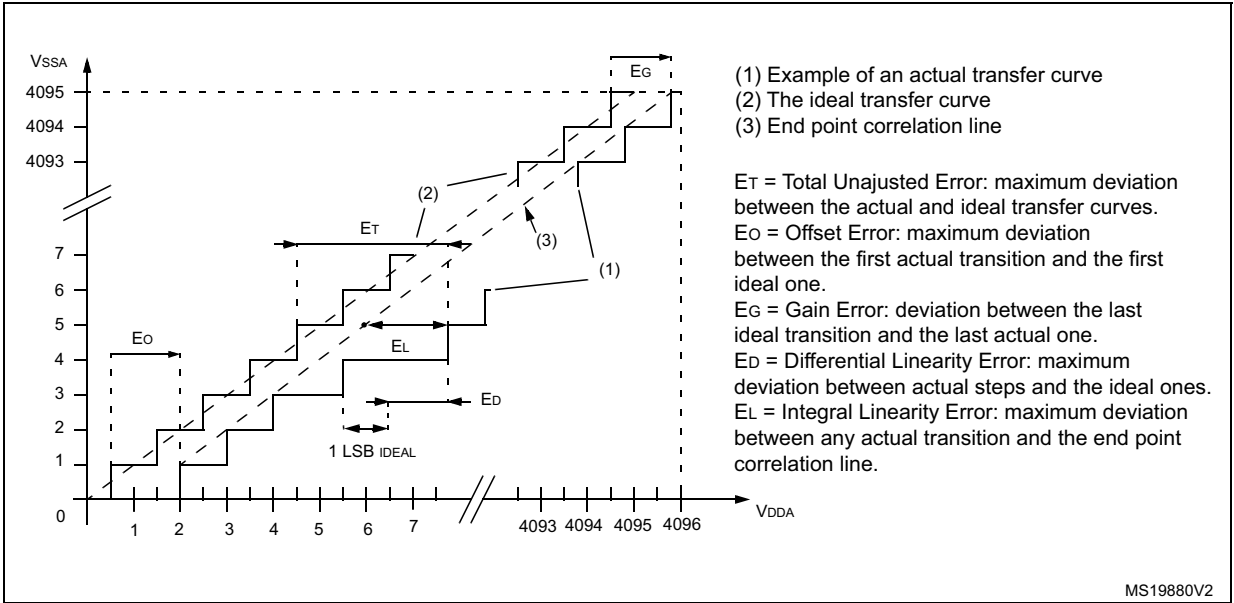 VSSA
EG
4095
4094
4093
(1) Example of an actual transfer curve
(2) The ideal transfer curve
(3) End point correlation line
ET = Total Unajusted Error: maximum deviation
between the actual and ideal transfer curves.
EO = Offset Error: maximum deviation
between the first actual transition and the first
ideal one.
EG = Gain Error: deviation between the last
ideal transition and the last actual one.
ED = Differential Linearity Error: maximum
deviation between actual steps and the ideal ones.
EL = Integral Linearity Error: maximum deviation
between any actual transition and the end point
correlation line.
(2)
ET
(3)
(1)
7
6
5
4
3
2
1
0
EO
EL
ED
1 LSB IDEAL
1 2 3 4 5 6 7 4093 4094 4095 4096
VDDA
MS19880V2